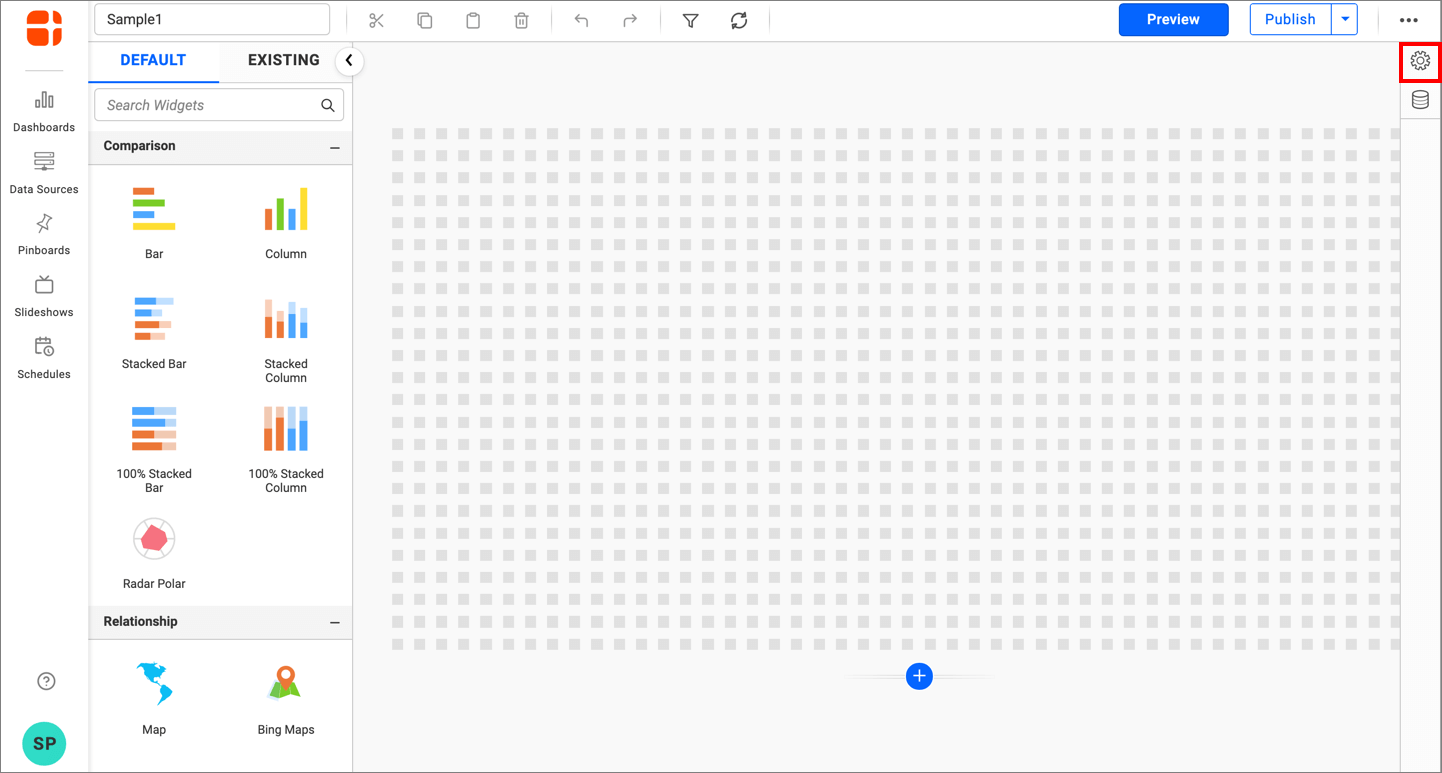 Sample1
Preview
Publish
DEFAULT
EXISTING
Search Widgets
Dashboards
Data Sources
Pinboards
Slideshows
Schedules
SP
Comparison
Bar
Column
Stacked Bar
Stacked
Column
100% Stacked
Bar
100% Stacked
Column
Radar Polar
Relationship
Map
Bing Maps